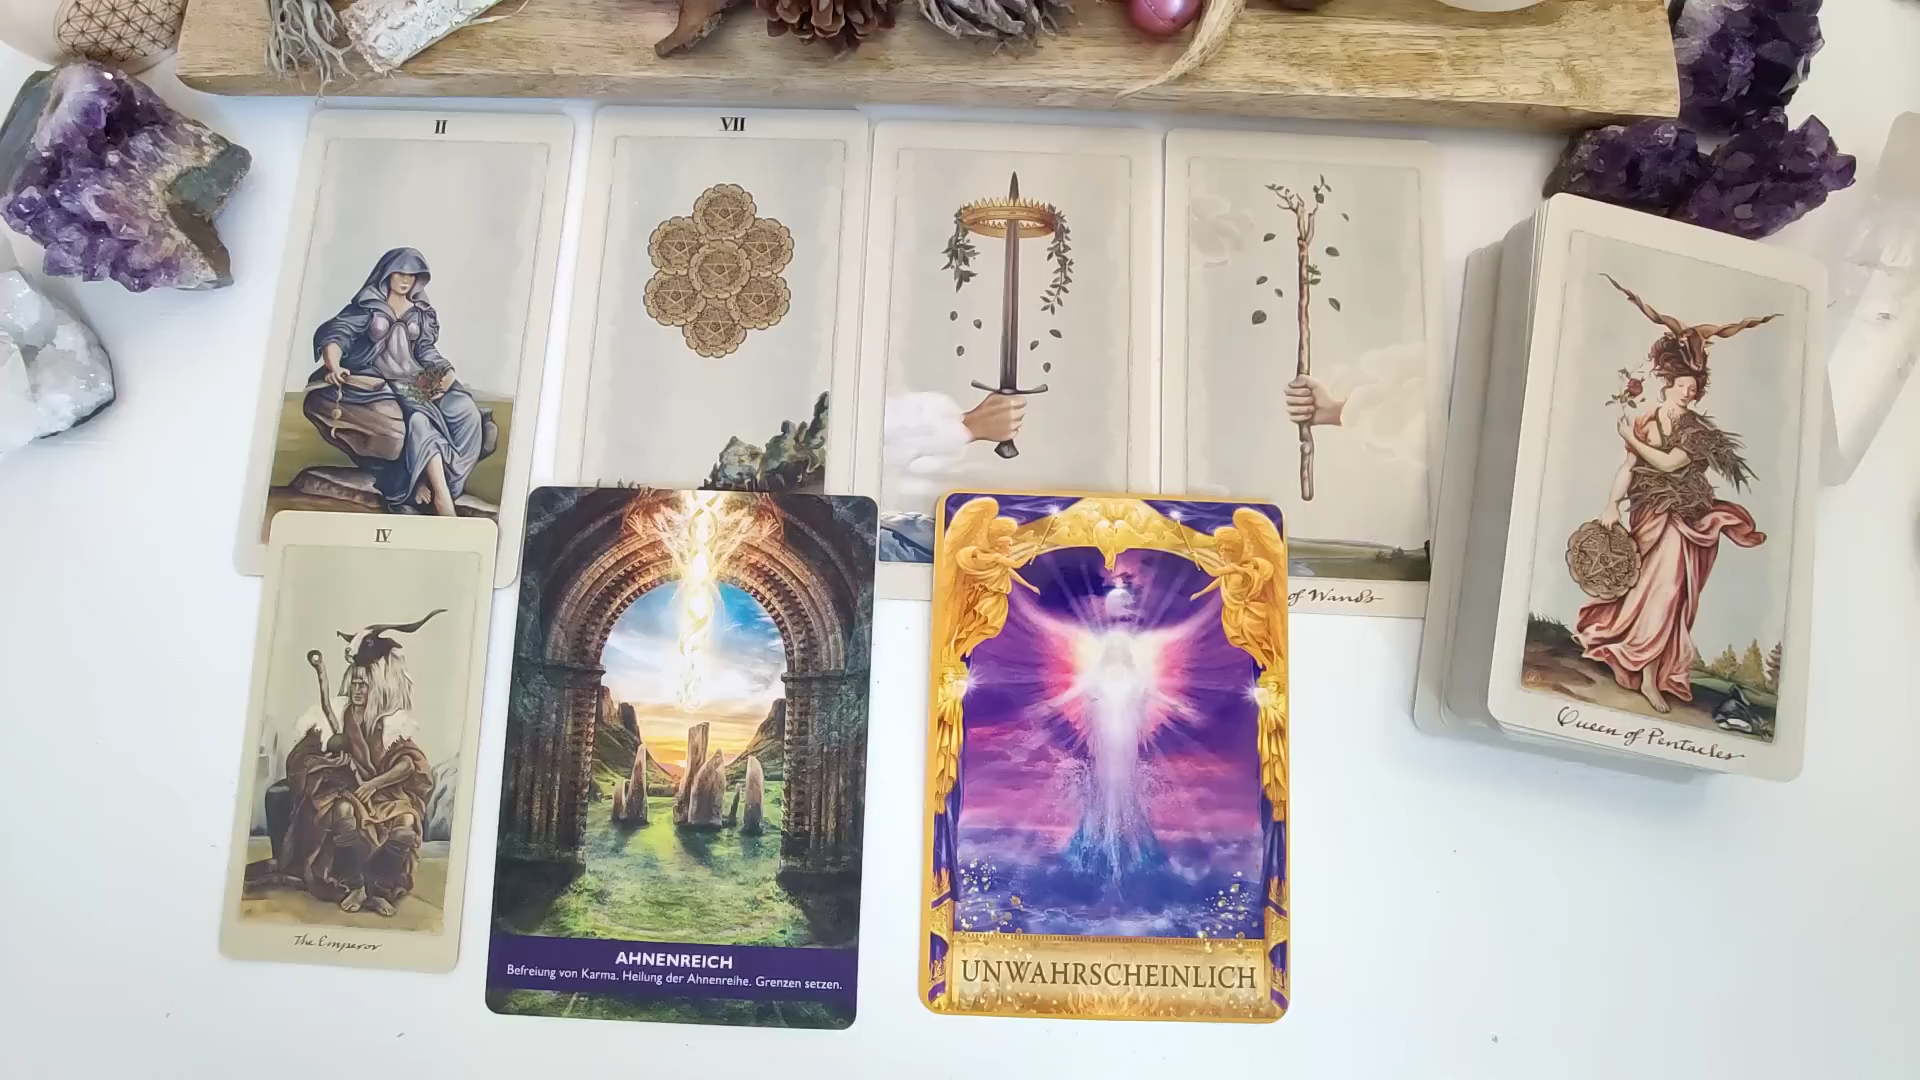 II
VII
of Wands
Queen of Pentacles
IV
The Emperor
AHNENREICH
Befreiung von Karma. Heilung der Ahnenreihe. Grenzen setzen.
UNWAHRSCHEINLICH